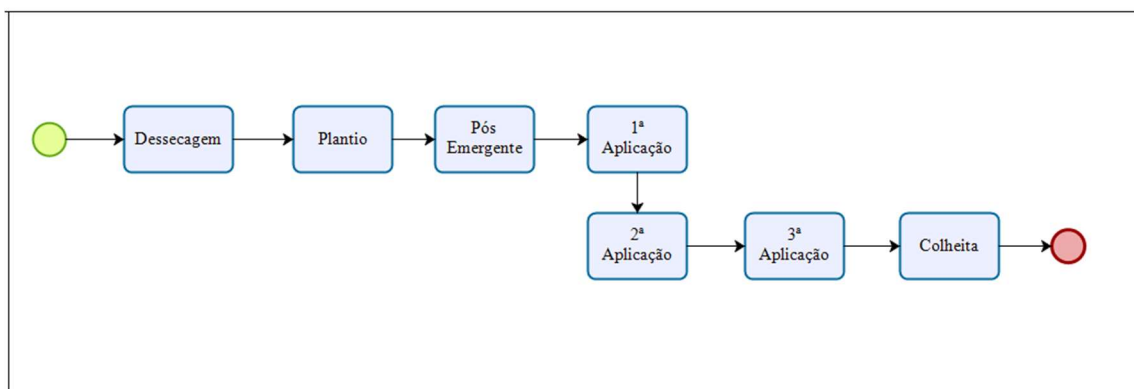 Dessecagem
Plantio
Pós
Emergente
1ª
Aplicação
2ª
Aplicação
3ª
Aplicação
Colheita